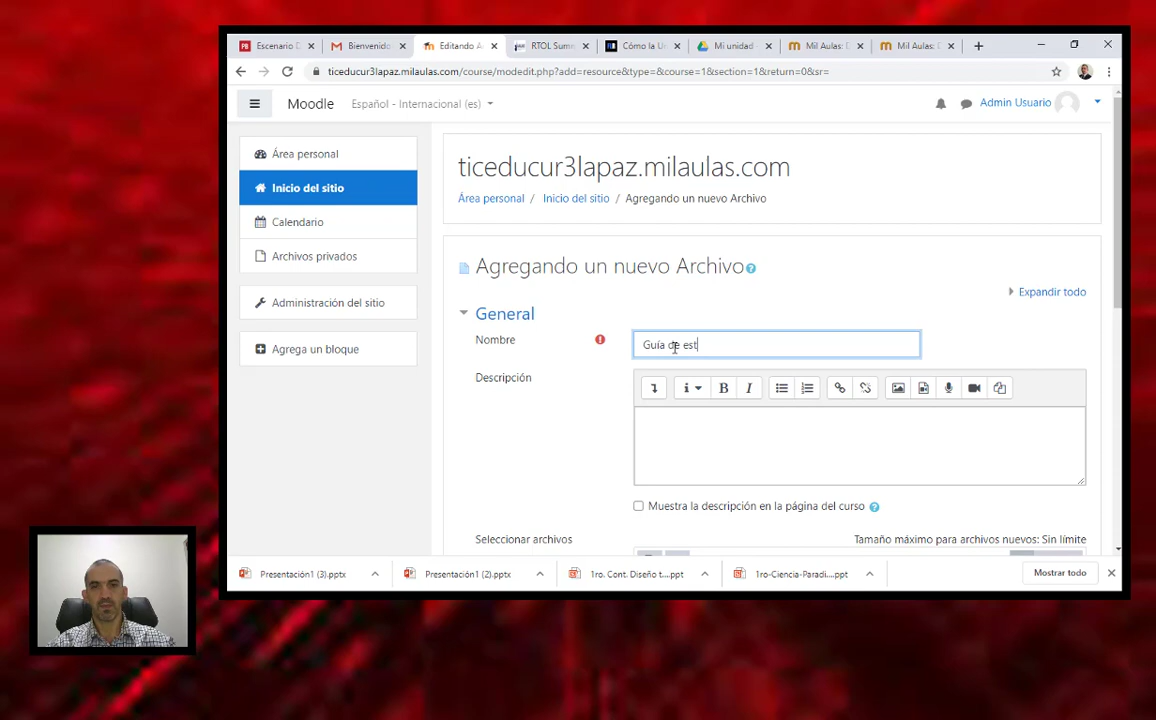 Escenario D
Bienvenido
Editando A
RTOL Sum
Cómo la U
Mi unidad
Mil Aulas:
Mil Aulas:
ticeducur3lapaz.milaulas.com/course/modedit.php?add=resource&type=&course=1&section=1&return=0&sr=
Moodle Español - Internacional (es) Admin Usuario
Área personal
Inicio del sitio
Calendario
Archivos privados
Administración del sitio
Agrega un bloque
ticeducur3lapaz.milaulas.com
Área personal / Inicio del sitio / Agregando un nuevo Archivo
Agregando un nuevo Archivo
Expandir todo
General
Nombre Guía de est
Descripción
Muestra la descripción en la página del curso
Seleccionar archivos Tamaño máximo para archivos nuevos: Sin límite
Presentación1 (3).pptx Presentación1 (2).pptx 1ro. Cont. Diseño t....ppt 1ro-Ciencia-Paradi....ppt Mostrar todo